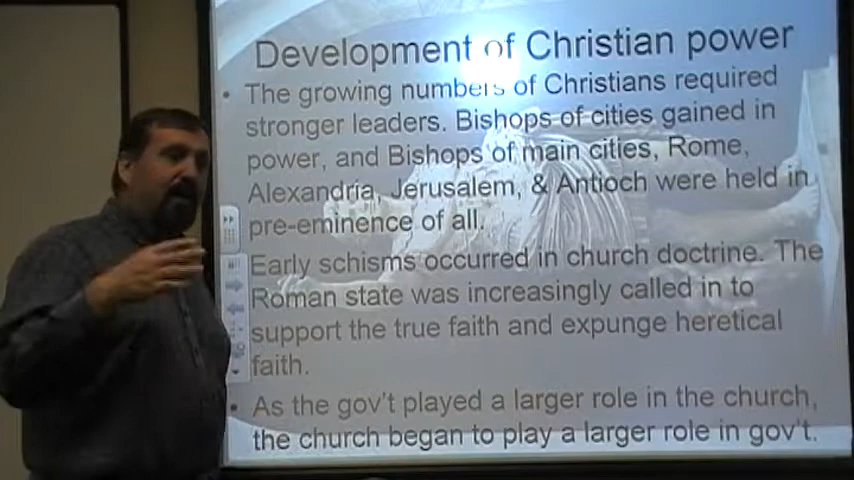 Development of Christian power
• The growing numbers of Christians required
stronger leaders. Bishops of cities gained in
power, and Bishops of main cities, Rome,
Alexandria, Jerusalem, & Antioch were held in
pre-eminence of all.
Early schisms occurred in church doctrine. The
Roman state was increasingly called in to
support the true faith and expunge heretical
faith.
• As the gov't played a larger role in the church,
the church began to play a larger role in gov't.